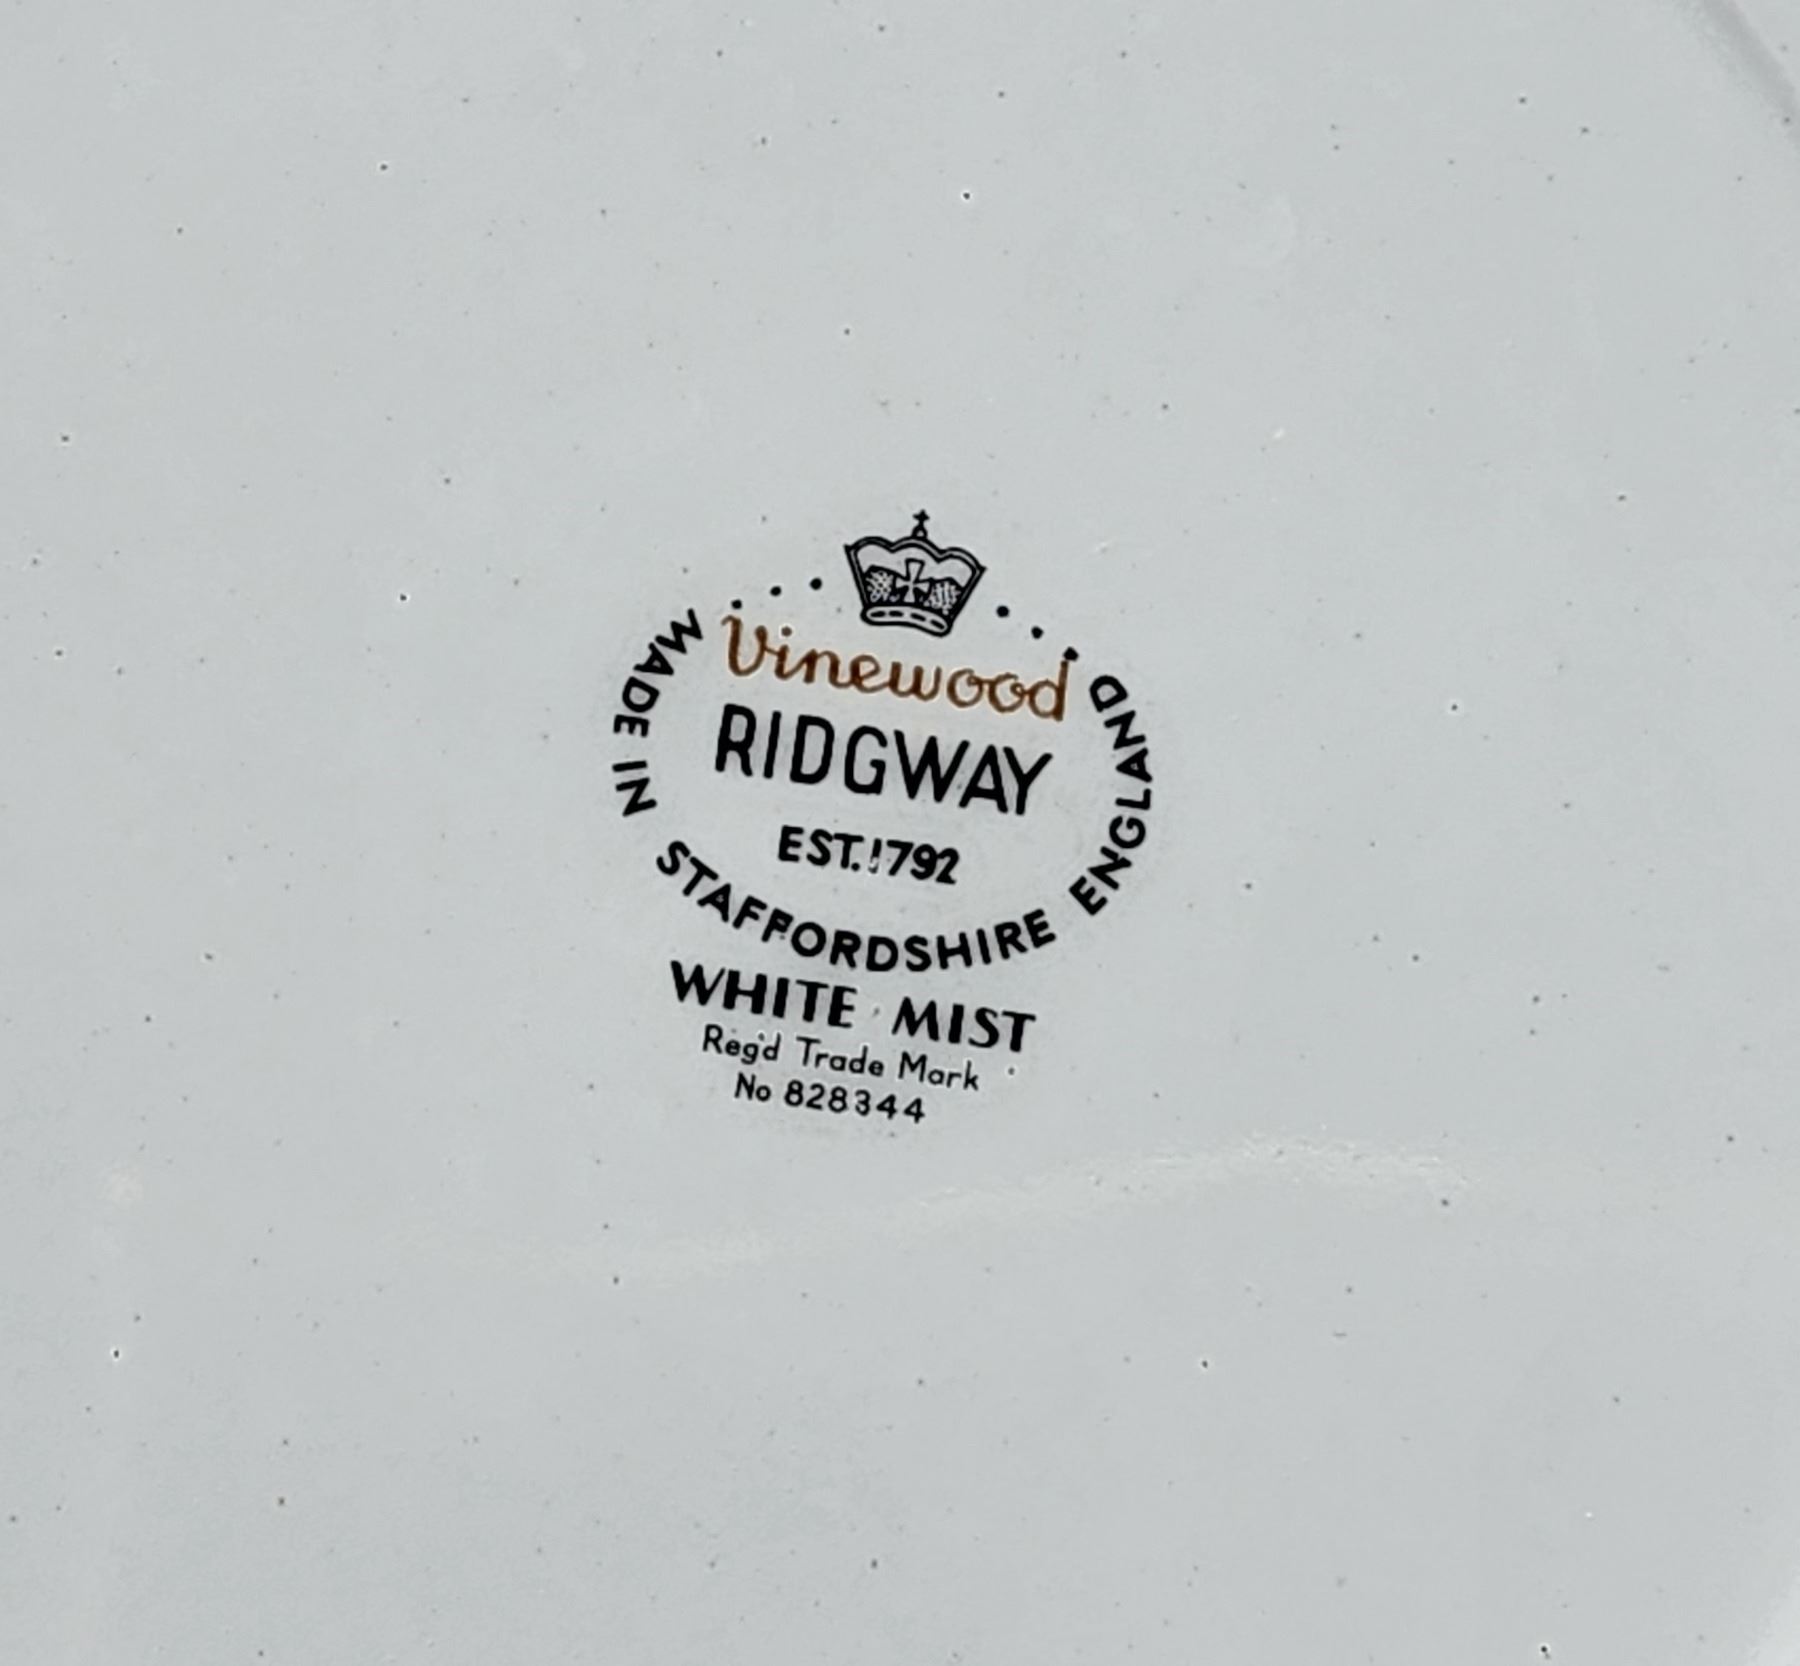 Vinewood
RIDGWAY
EST. 1792
MADE IN STAFFORDSHIRE ENGLAND
WHITE MIST
Reg'd Trade Mark
No 828344